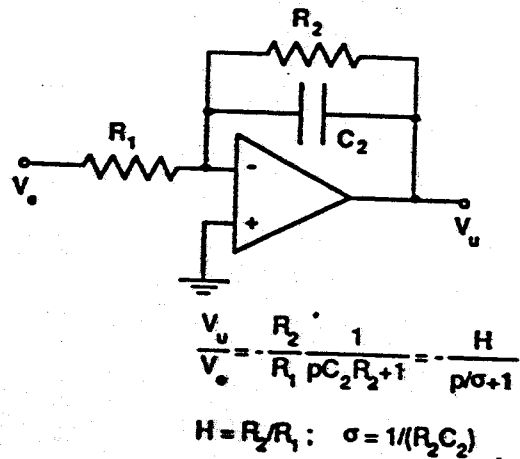 R₂
C₂
R₁
-
+
Vₑ
Vᵤ
Vᵤ/Vₑ = - R₂/R₁ 1/(pC₂R₂+1) = - H/(p/σ+1)
H = R₂/R₁ ; σ = 1/(R₂C₂)